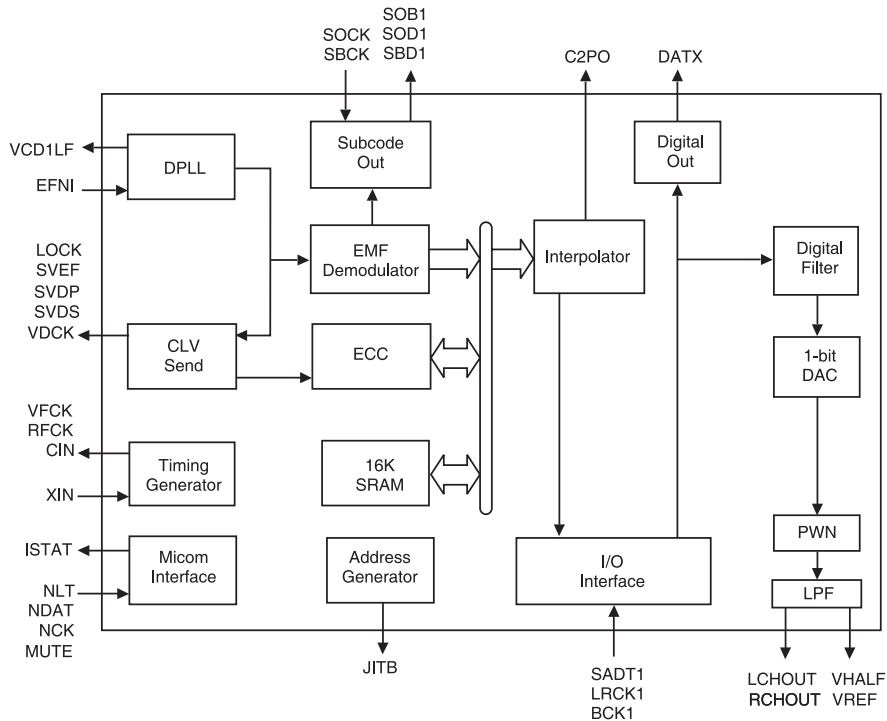 SOB1
SOCK SOD1
SBCK SBD1
C2PO
DATX
VCD1LF
EFNI
DPLL
Subcode
Out
Digital
Out
LOCK
SVEF
SVDP
SVDS
VDCK
EMF
Demodulator
Interpolator
Digital
Filter
CLV
Send
ECC
1-bit
DAC
VFCK
RFCK
CIN
XIN
Timing
Generator
16K
SRAM
PWN
ISTAT
NLT
NDAT
NCK
MUTE
Micom
Interface
Address
Generator
I/O
Interface
LPF
JITB
SADT1
LRCK1
BCK1
LCHOUT
RCHOUT
VHALF
VREF